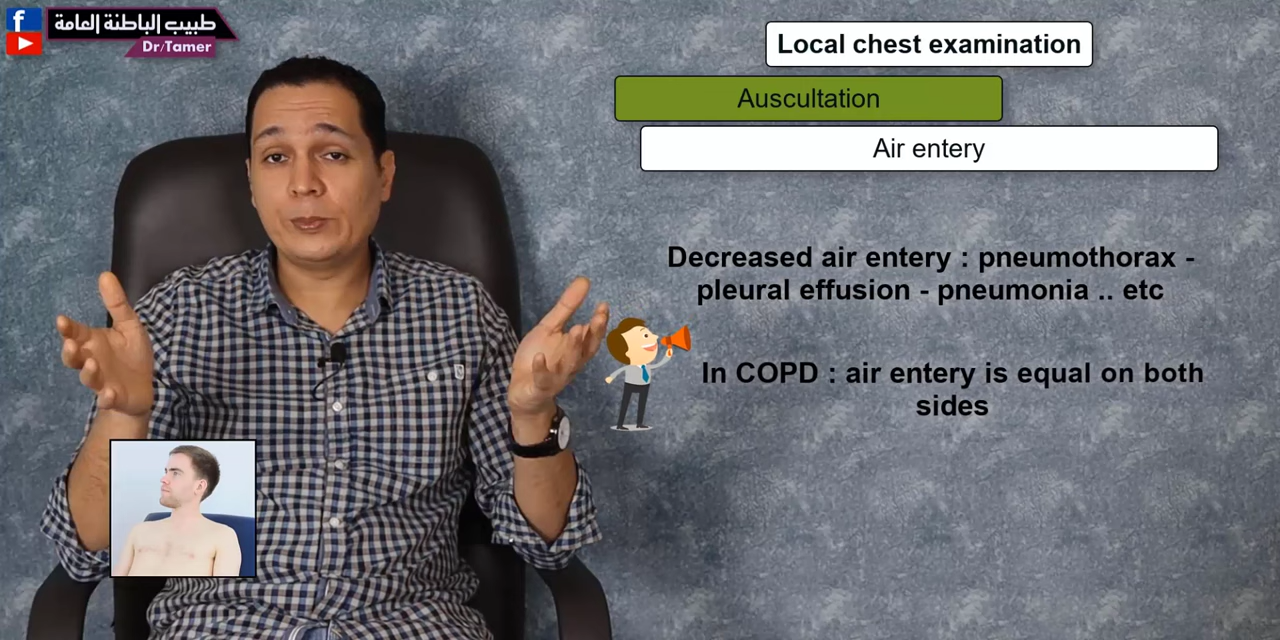 f
طبيب الباطنة العامة
Dr/Tamer
Local chest examination
Auscultation
Air entery
Decreased air entery : pneumothorax -
pleural effusion - pneumonia .. etc
In COPD : air entery is equal on both
sides